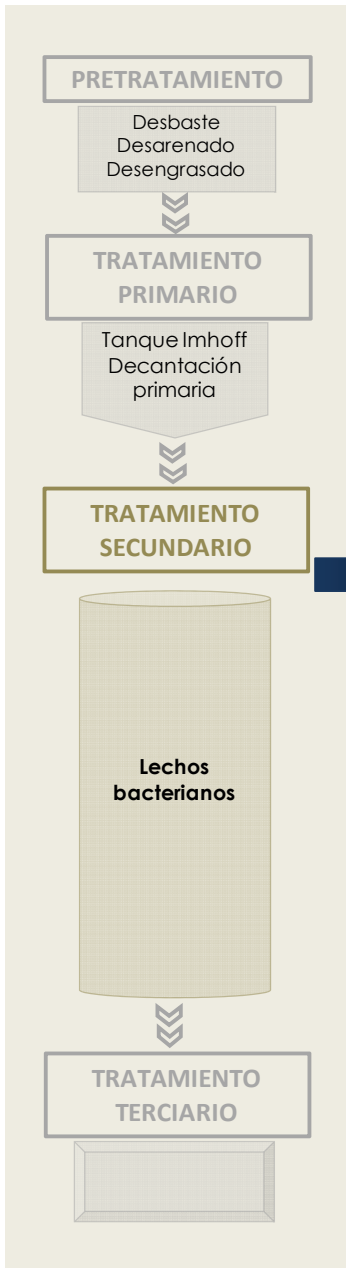 PRETRATAMIENTO
Desbaste
Desarenado
Desengrasado
TRATAMIENTO
PRIMARIO
Tanque Imhoff
Decantación
primaria
TRATAMIENTO
SECUNDARIO
Lechos
bacterianos
TRATAMIENTO
TERCIARIO